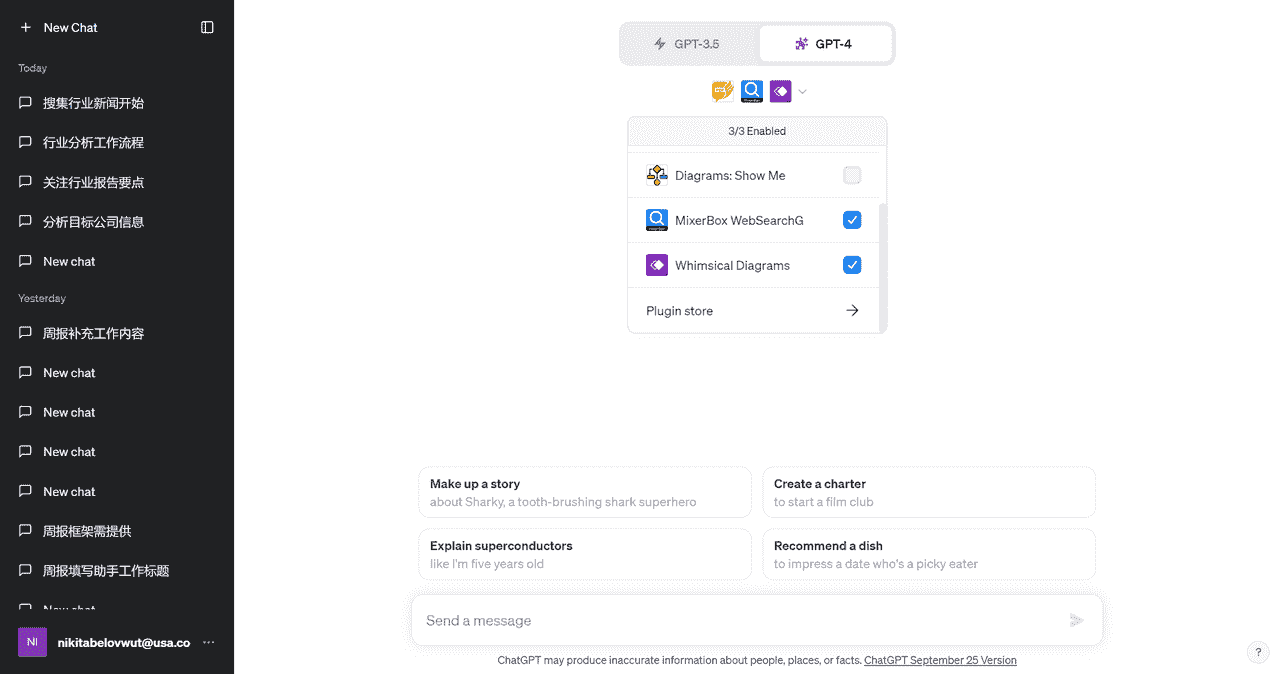 New Chat
Today
搜集行业新闻开始
行业分析工作流程
关注行业报告要点
分析目标公司信息
New chat
Yesterday
周报补充工作内容
New chat
New chat
New chat
New chat
周报框架需提供
周报填写助手工作标题
New chat
NI
nikitabelovwut@usa.co
GPT-3.5
GPT-4
3/3 Enabled
Diagrams: Show Me
MixerBox WebSearchG
Whimsical Diagrams
Plugin store
Make up a story
about Sharky, a tooth-brushing shark superhero
Create a charter
to start a film club
Explain superconductors
like I'm five years old
Recommend a dish
to impress a date who's a picky eater
Send a message
ChatGPT may produce inaccurate information about people, places, or facts. ChatGPT September 25 Version
?